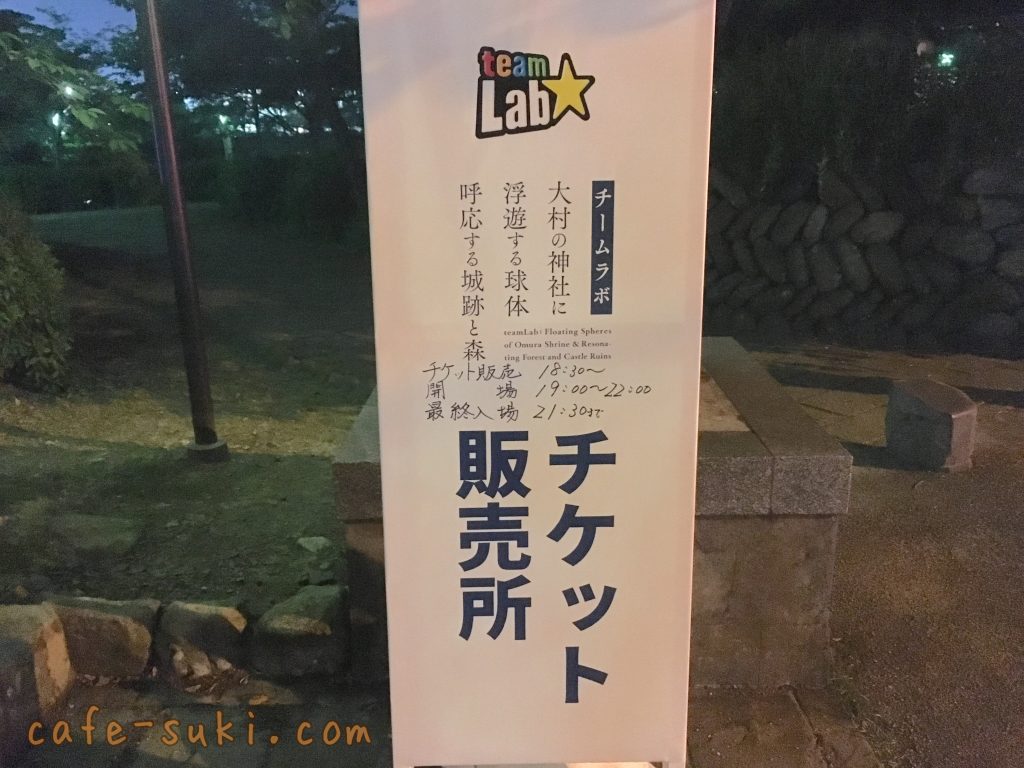 team
Lab
チームラボ
大村の神社に
浮遊する球体
呼応する城跡と森
teamLab: Floating Spheres
of Omura Shrine & Resona-
ting Forest and Castle Ruins
チケット販売 18:30〜
開場 19:00〜22:00
最終入場 21:30まで
チケット
販売所
cafe-suki.com